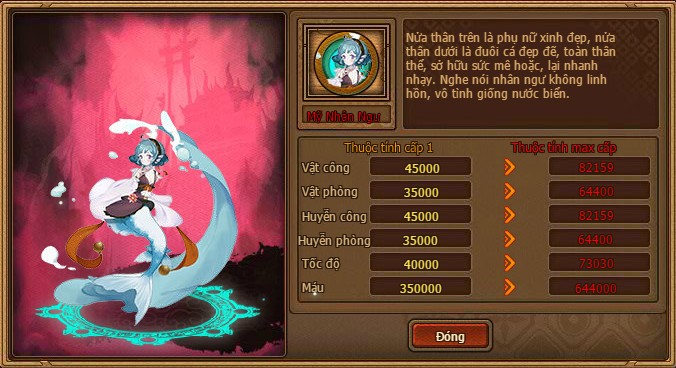 Nửa thân trên là phụ nữ xinh đẹp, nửa
thân dưới là đuôi cá đẹp đẽ, toàn thân
thể, sở hữu sức mê hoặc, lại nhanh
nhạy. Nghe nói nhân ngư không linh
hồn, vô tình giống nước biển.
Mỹ Nhân Ngư
Thuộc tính cấp 1 Thuộc tính max cấp
Vật công 45000 82159
Vật phòng 35000 64400
Huyễn công 45000 82159
Huyễn phòng 35000 64400
Tốc độ 40000 73030
Máu 350000 644000
Đóng